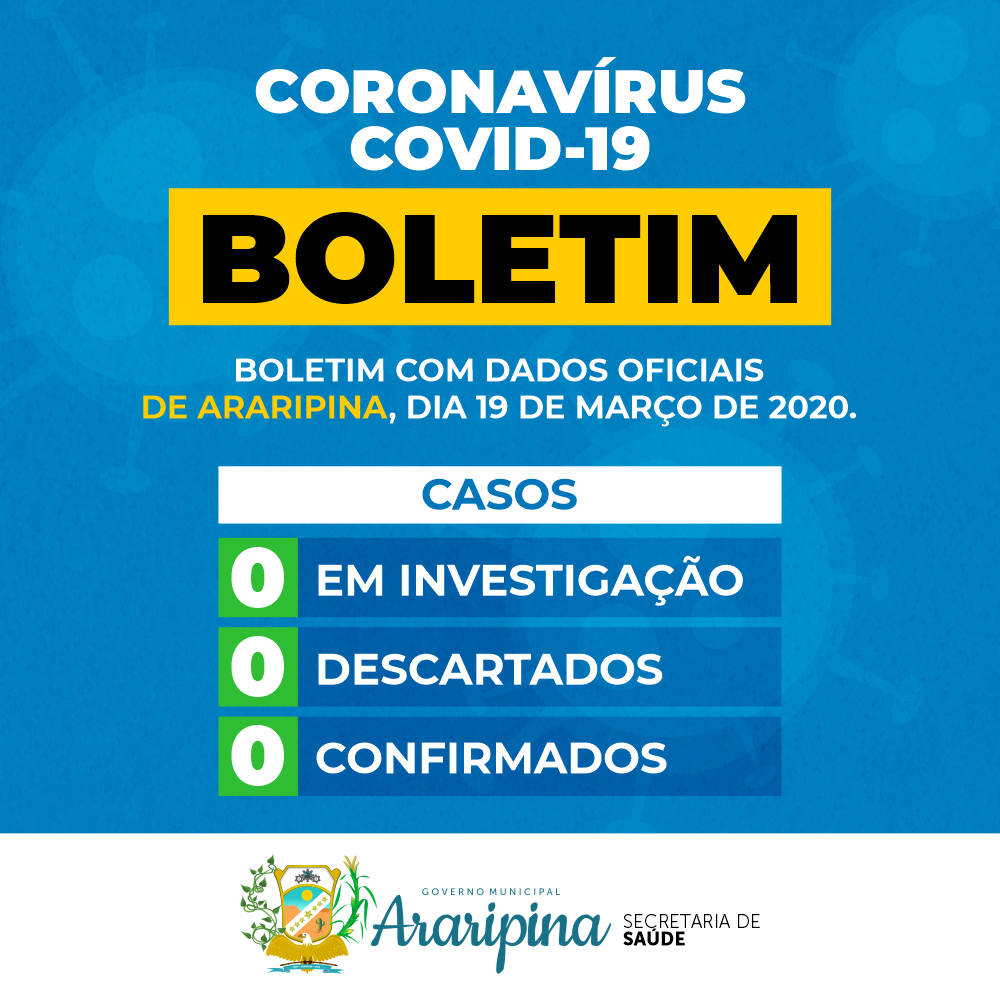 CORONAVÍRUS
COVID-19
BOLETIM
BOLETIM COM DADOS OFICIAIS
DE ARARIPINA, DIA 19 DE MARÇO DE 2020.
CASOS
0 EM INVESTIGAÇÃO
0 DESCARTADOS
0 CONFIRMADOS
GOVERNO MUNICIPAL
Araripina
SECRETARIA DE
SAÚDE